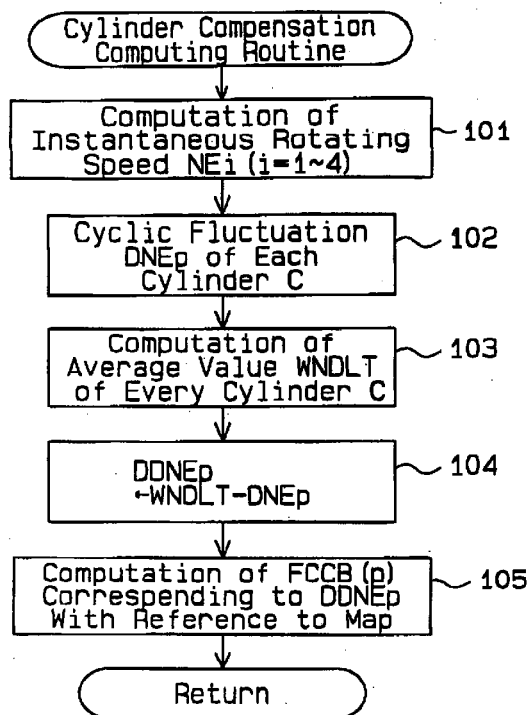 Cylinder Compensation
Computing Routine
Computation of
Instantaneous Rotating
Speed NEi (i=1~4)
101
Cyclic Fluctuation
DNEp of Each
Cylinder C
102
Computation of
Average Value WNDLT
of Every Cylinder C
103
DDNEp
←WNDLT-DNEp
104
Computation of FCCB(p)
Corresponding to DDNEp
With Reference to Map
105
Return